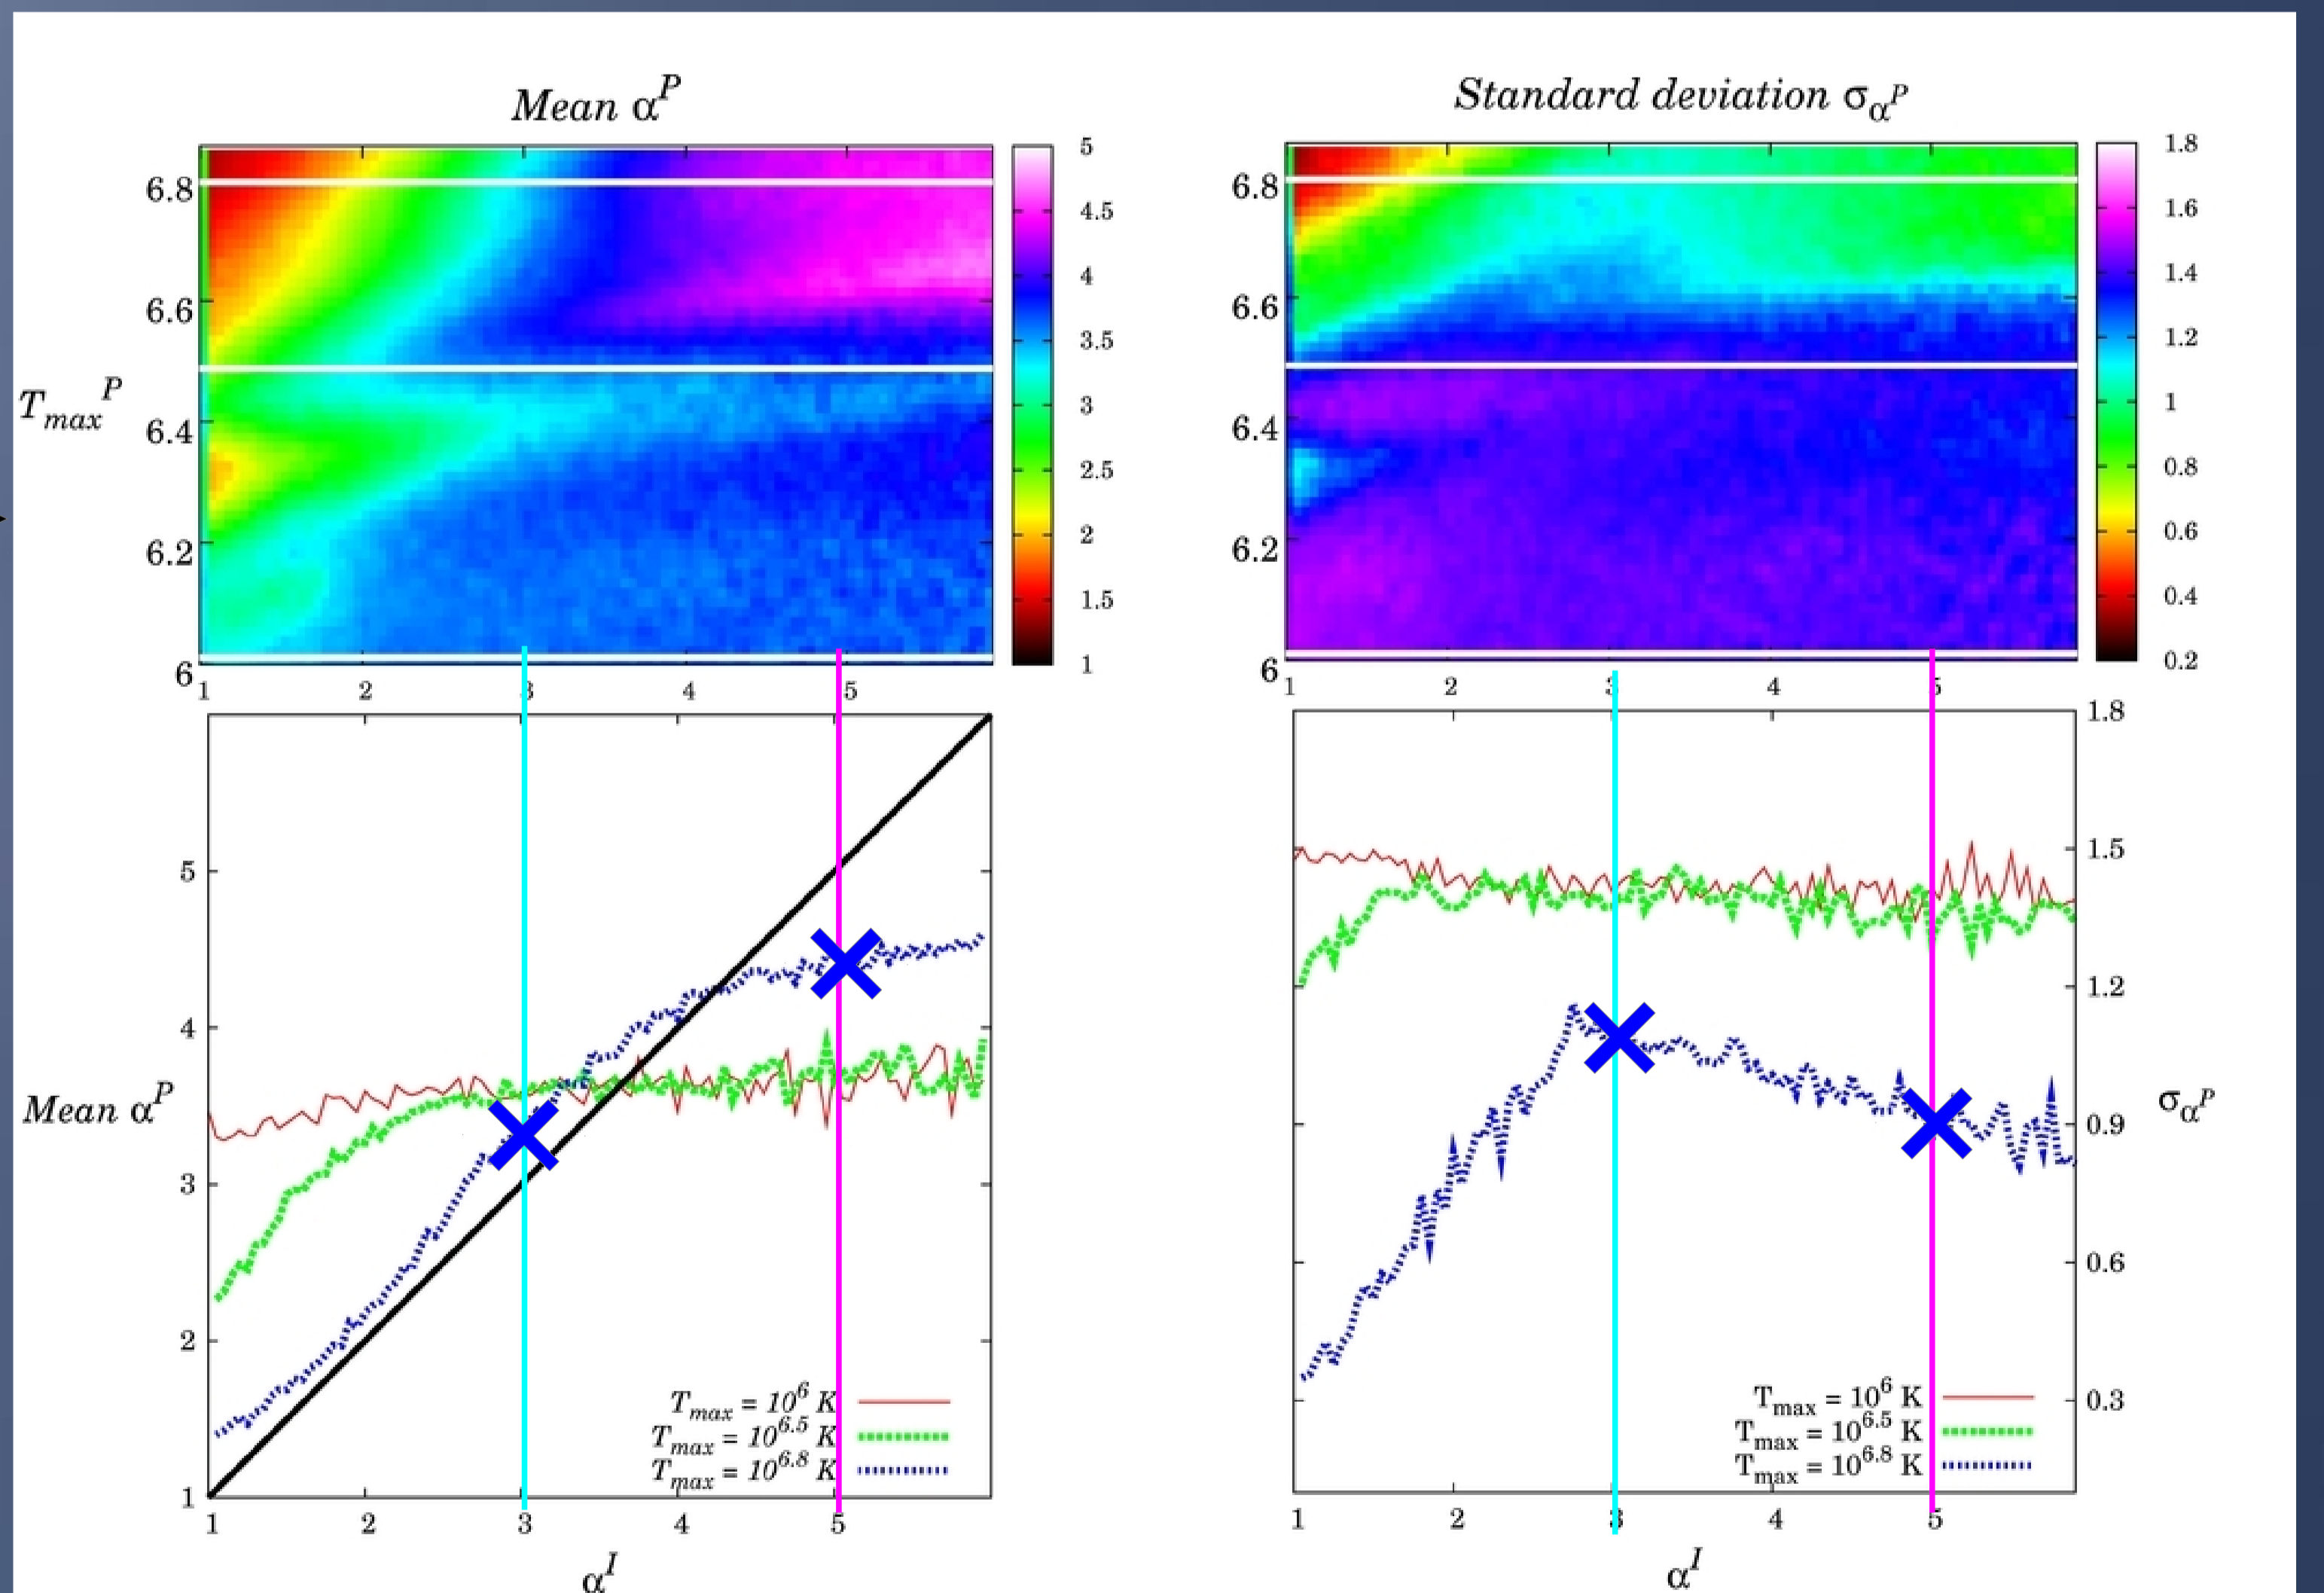 Mean α^P
Standard deviation σ_α^P
T_max^P
6.8
6.6
6.4
6.2
6
1 2 3 4 5
5
4.5
4
3.5
3
2.5
2
1.5
1
6.8
6.6
6.4
6.2
6
1 2 3 4 5
1.8
1.6
1.4
1.2
1
0.8
0.6
0.4
0.2
Mean α^P
5
4
3
2
1
T_max = 10^6 K
T_max = 10^6.5 K
T_max = 10^6.8 K
1 2 3 4 5
α^I
1.8
1.5
1.2
0.9
0.6
0.3
σ_α^P
T_max = 10^6 K
T_max = 10^6.5 K
T_max = 10^6.8 K
1 2 3 4 5
α^I